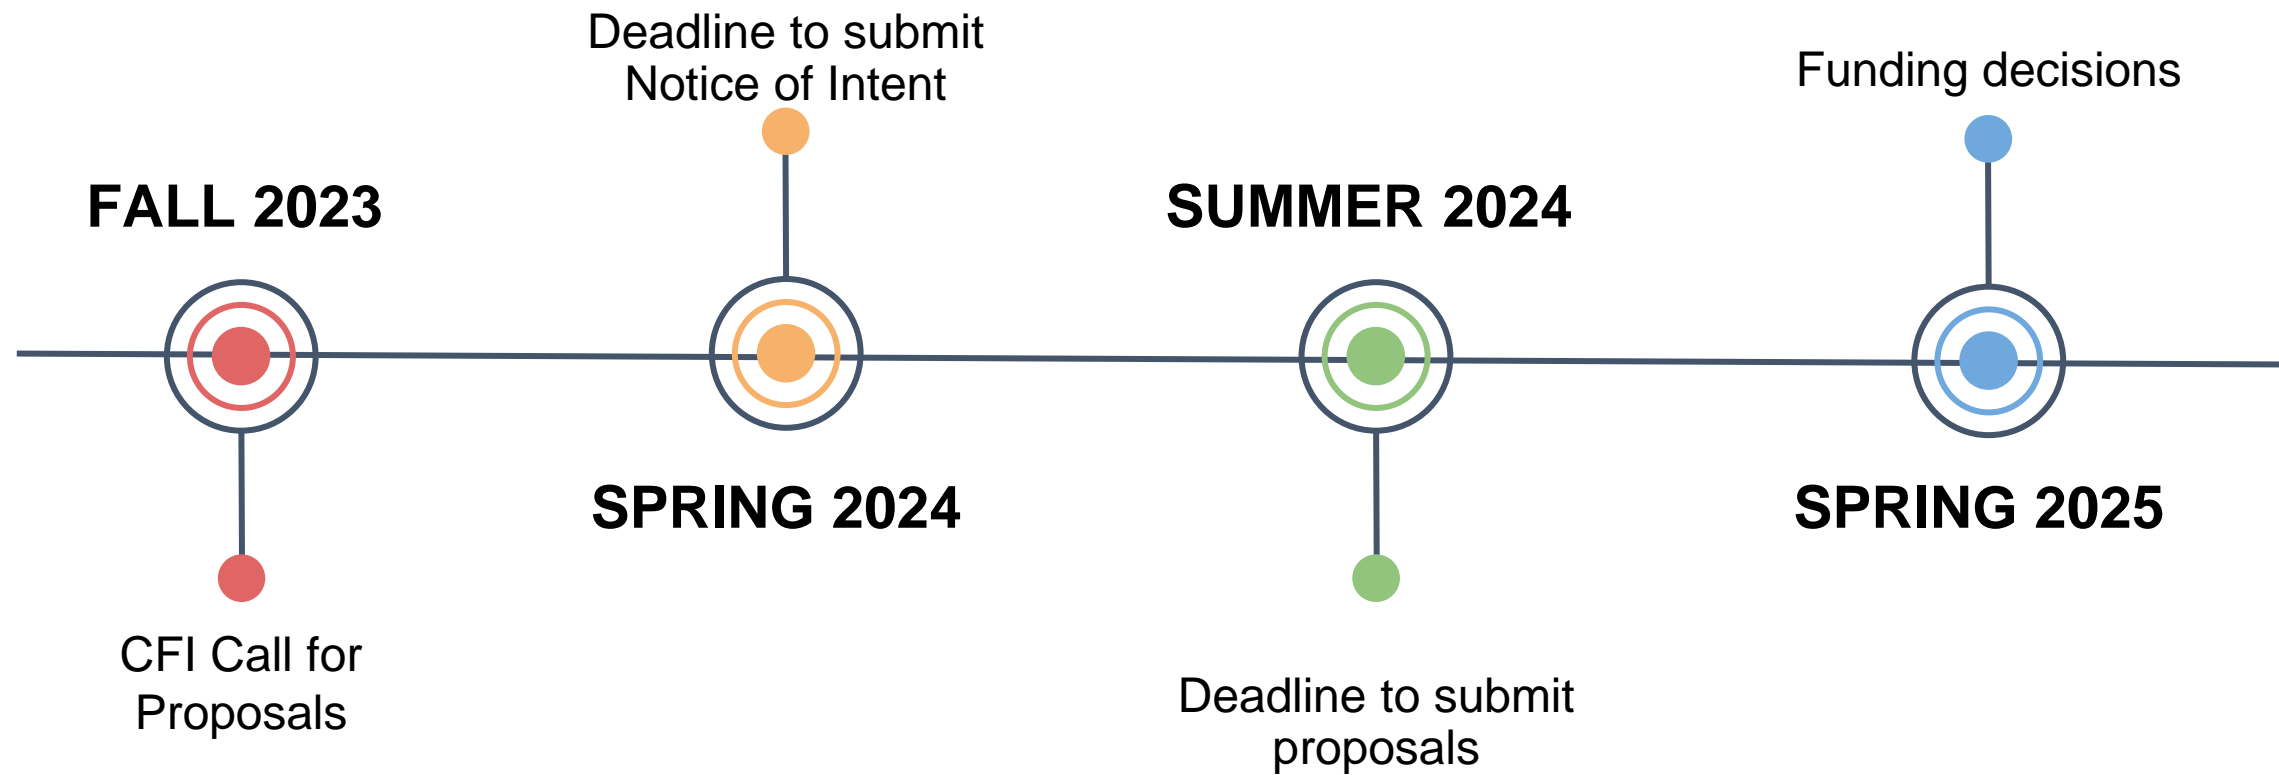 FALL 2023
CFI Call for
Proposals
Deadline to submit
Notice of Intent
SPRING 2024
SUMMER 2024
Deadline to submit
proposals
Funding decisions
SPRING 2025